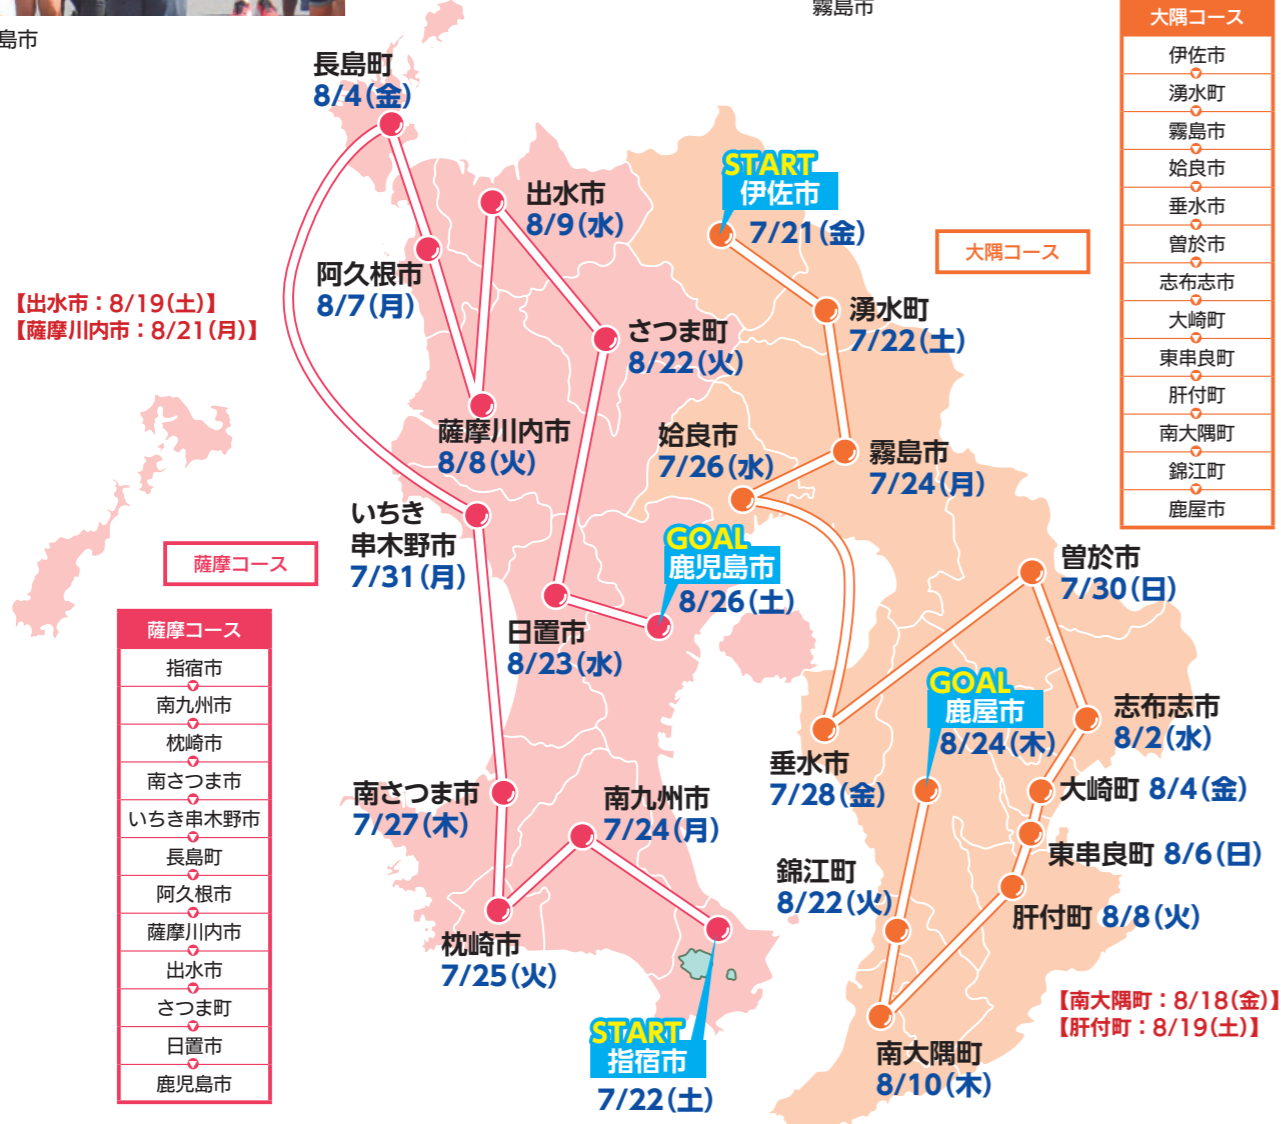 島市
霧島市
大隅コース
伊佐市
湧水町
霧島市
姶良市
垂水市
曽於市
志布志市
大崎町
東串良町
肝付町
南大隅町
錦江町
鹿屋市
長島町
8/4(金)
出水市
8/9(水)
阿久根市
8/7(月)
【出水市：8/19(土)】
【薩摩川内市：8/21(月)】
さつま町
8/22(火)
薩摩川内市
8/8(火)
START
伊佐市
7/21(金)
大隅コース
湧水町
7/22(土)
姶良市
7/26(水)
霧島市
7/24(月)
いちき
串木野市
7/31(月)
GOAL
鹿児島市
8/26(土)
日置市
8/23(水)
曽於市
7/30(日)
薩摩コース
薩摩コース
指宿市
南九州市
枕崎市
南さつま市
いちき串木野市
長島町
阿久根市
薩摩川内市
出水市
さつま町
日置市
鹿児島市
GOAL
鹿屋市
8/24(木)
志布志市
8/2(水)
垂水市
7/28(金)
大崎町 8/4(金)
東串良町 8/6(日)
南さつま市
7/27(木)
南九州市
7/24(月)
錦江町
8/22(火)
肝付町 8/8(火)
枕崎市
7/25(火)
【南大隅町：8/18(金)】
【肝付町：8/19(土)】
START
指宿市
7/22(土)
南大隅町
8/10(木)